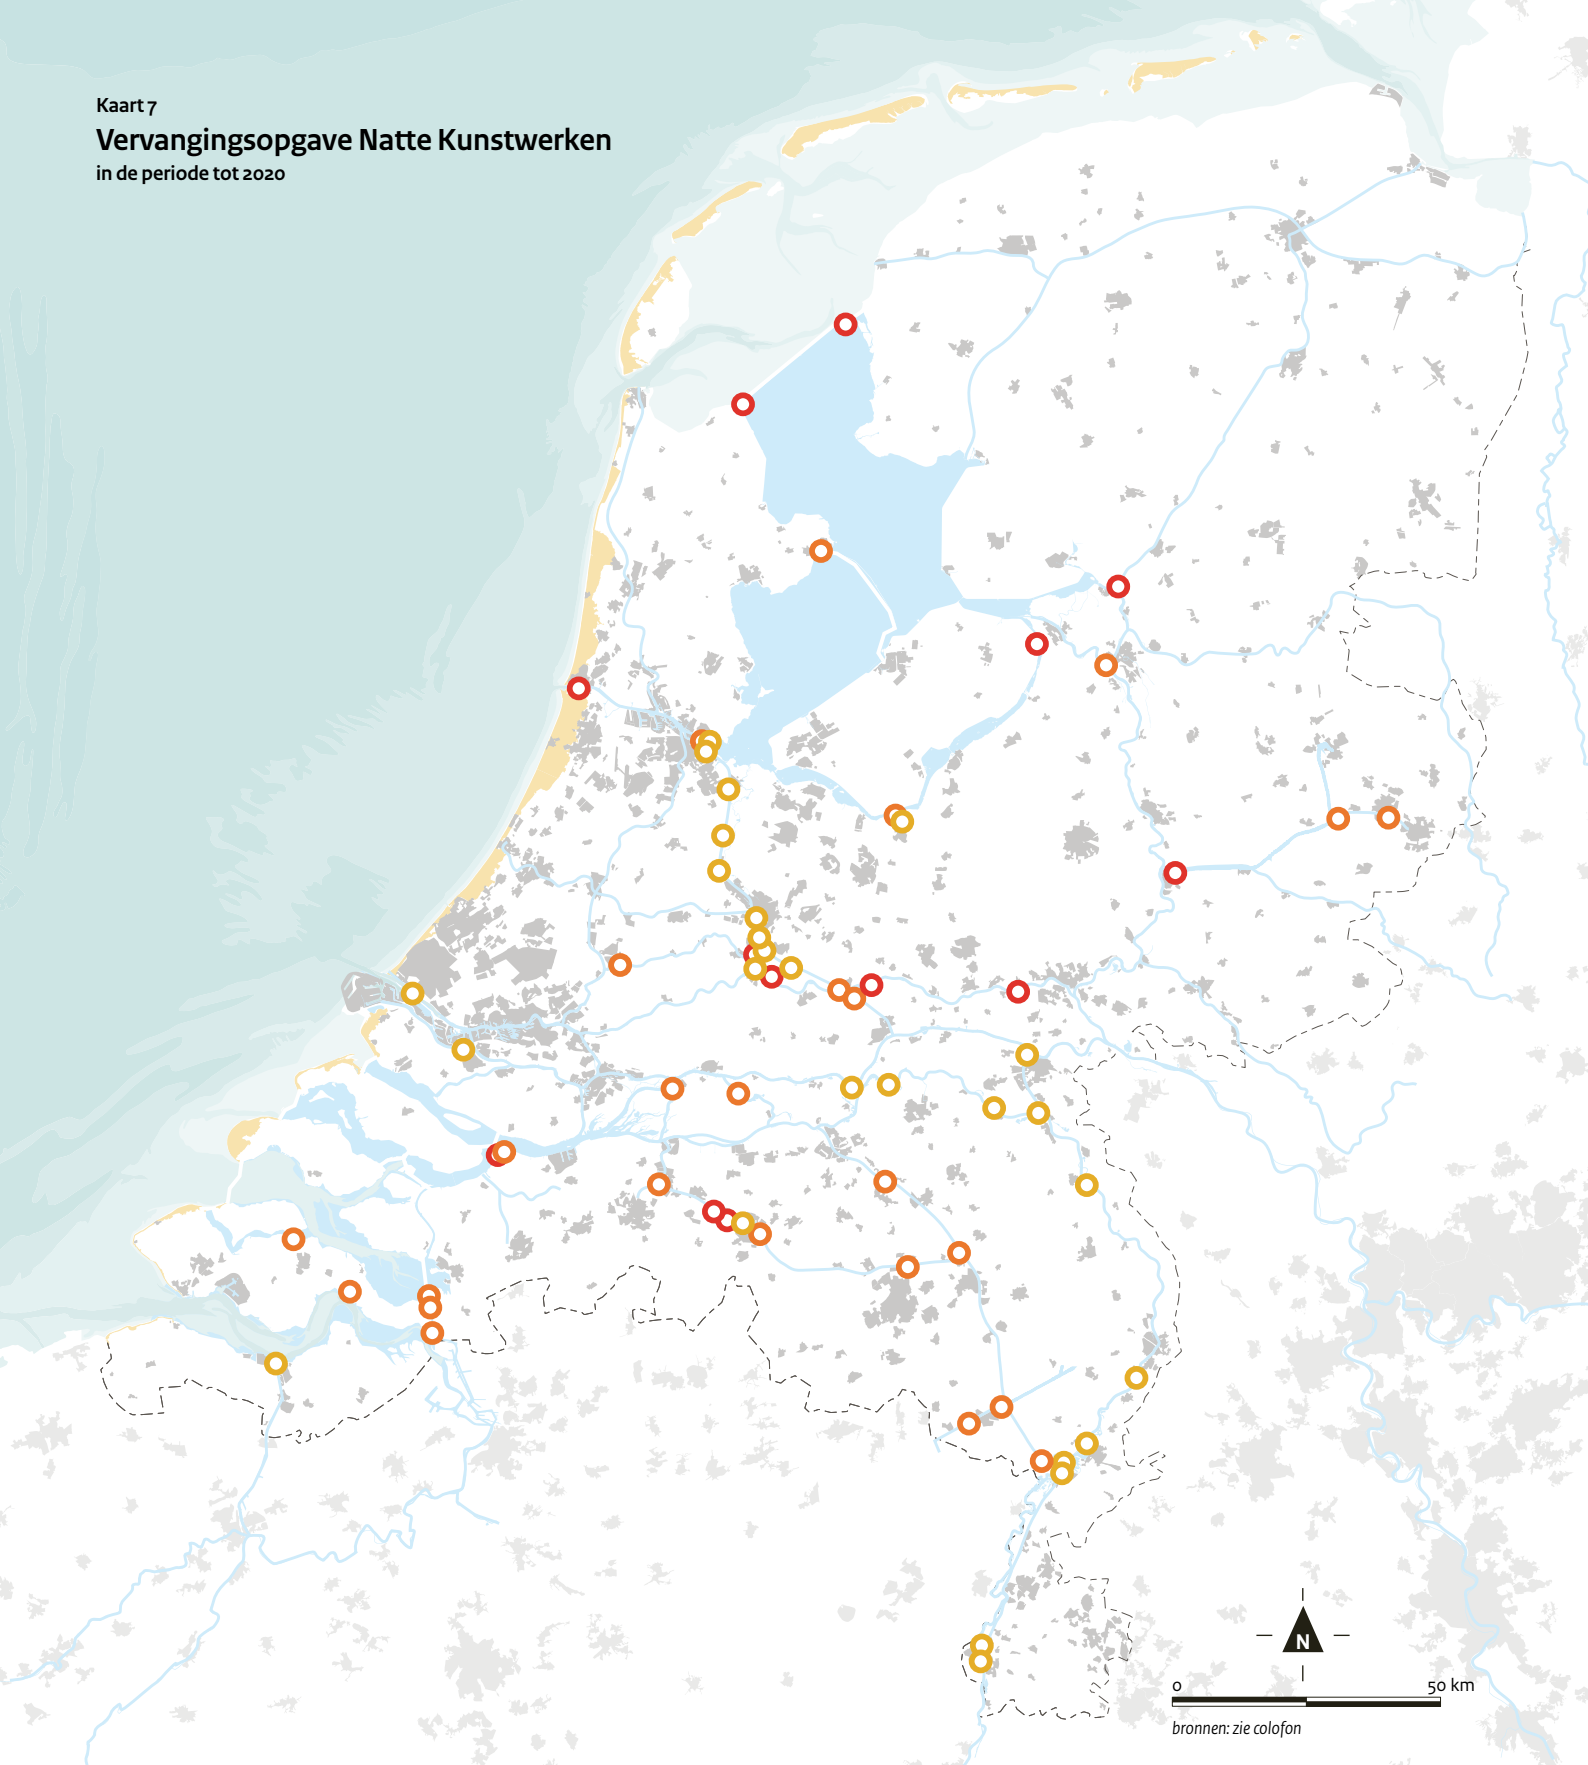 Kaart 7
Vervangingsopgave Natte Kunstwerken
in de periode tot 2020
N
0
50 km
bronnen: zie colofon